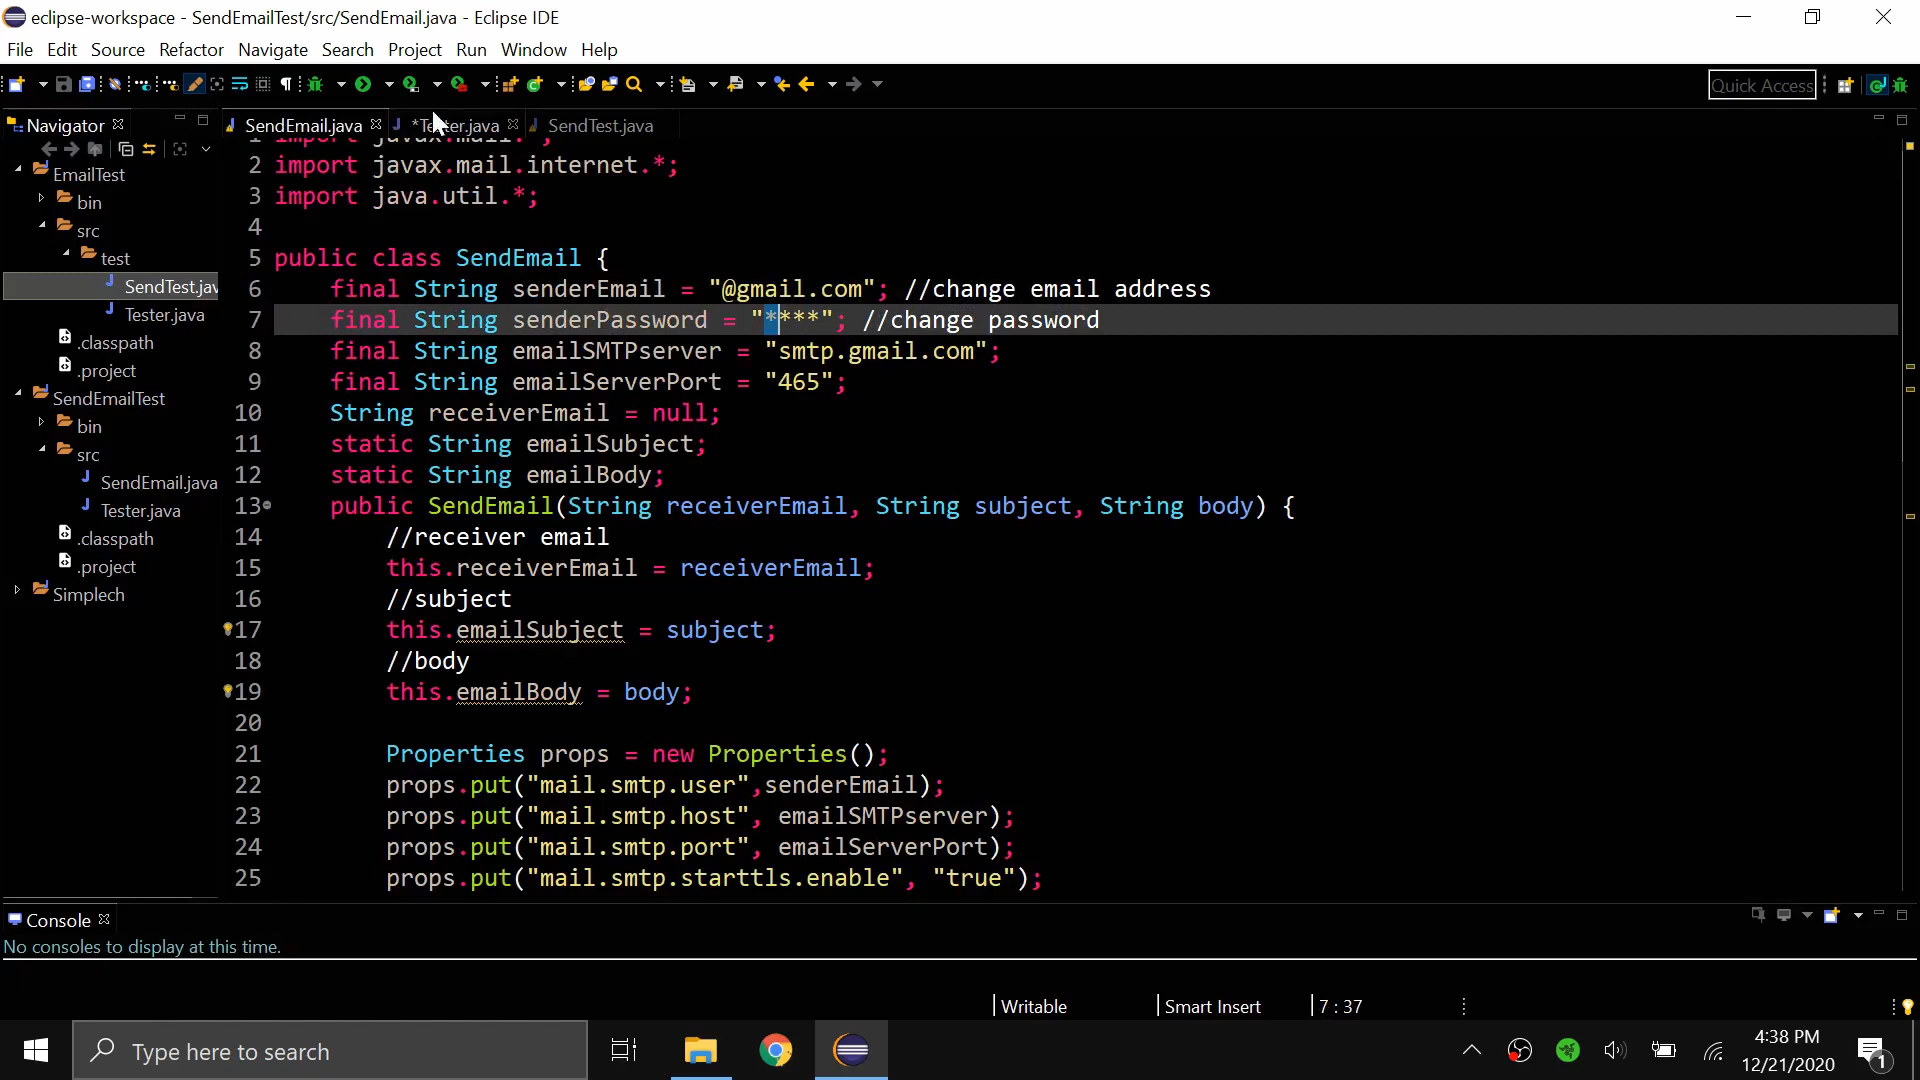 eclipse-workspace - SendEmailTest/src/SendEmail.java - Eclipse IDE
File Edit Source Refactor Navigate Search Project Run Window Help
Quick Access
Navigator
SendEmail.java
*Tester.java
SendTest.java
EmailTest
bin
src
test
SendTest.jav
Tester.java
.classpath
.project
SendEmailTest
bin
src
SendEmail.java
Tester.java
.classpath
.project
Simplech
1 import javax.mail.*;
2 import javax.mail.internet.*;
3 import java.util.*;
4
5 public class SendEmail {
6 final String senderEmail = "@gmail.com"; //change email address
7 final String senderPassword = "****"; //change password
8 final String emailSMTPserver = "smtp.gmail.com";
9 final String emailServerPort = "465";
10 String receiverEmail = null;
11 static String emailSubject;
12 static String emailBody;
13 public SendEmail(String receiverEmail, String subject, String body) {
14 //receiver email
15 this.receiverEmail = receiverEmail;
16 //subject
17 this.emailSubject = subject;
18 //body
19 this.emailBody = body;
20
21 Properties props = new Properties();
22 props.put("mail.smtp.user",senderEmail);
23 props.put("mail.smtp.host", emailSMTPserver);
24 props.put("mail.smtp.port", emailServerPort);
25 props.put("mail.smtp.starttls.enable", "true");
Console
No consoles to display at this time.
Writable
Smart Insert
7 : 37
Type here to search
4:38 PM
12/21/2020
1